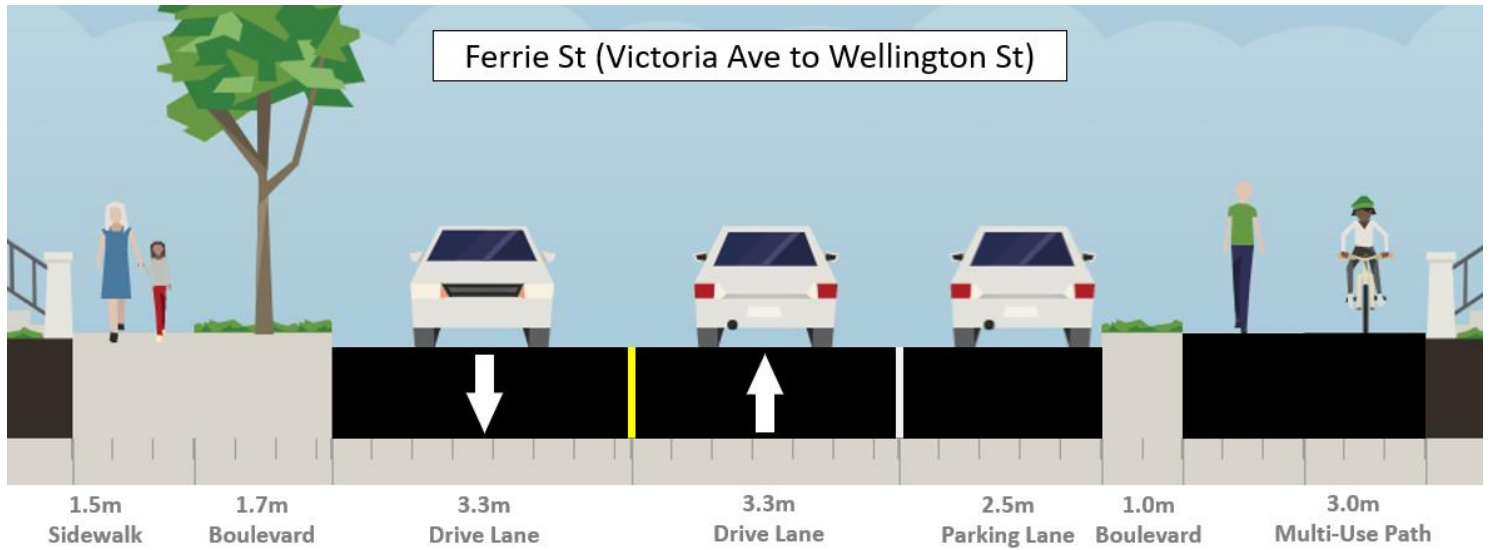 Ferrie St (Victoria Ave to Wellington St)
1.5m
Sidewalk
1.7m
Boulevard
3.3m
Drive Lane
3.3m
Drive Lane
2.5m
Parking Lane
1.0m
Boulevard
3.0m
Multi-Use Path